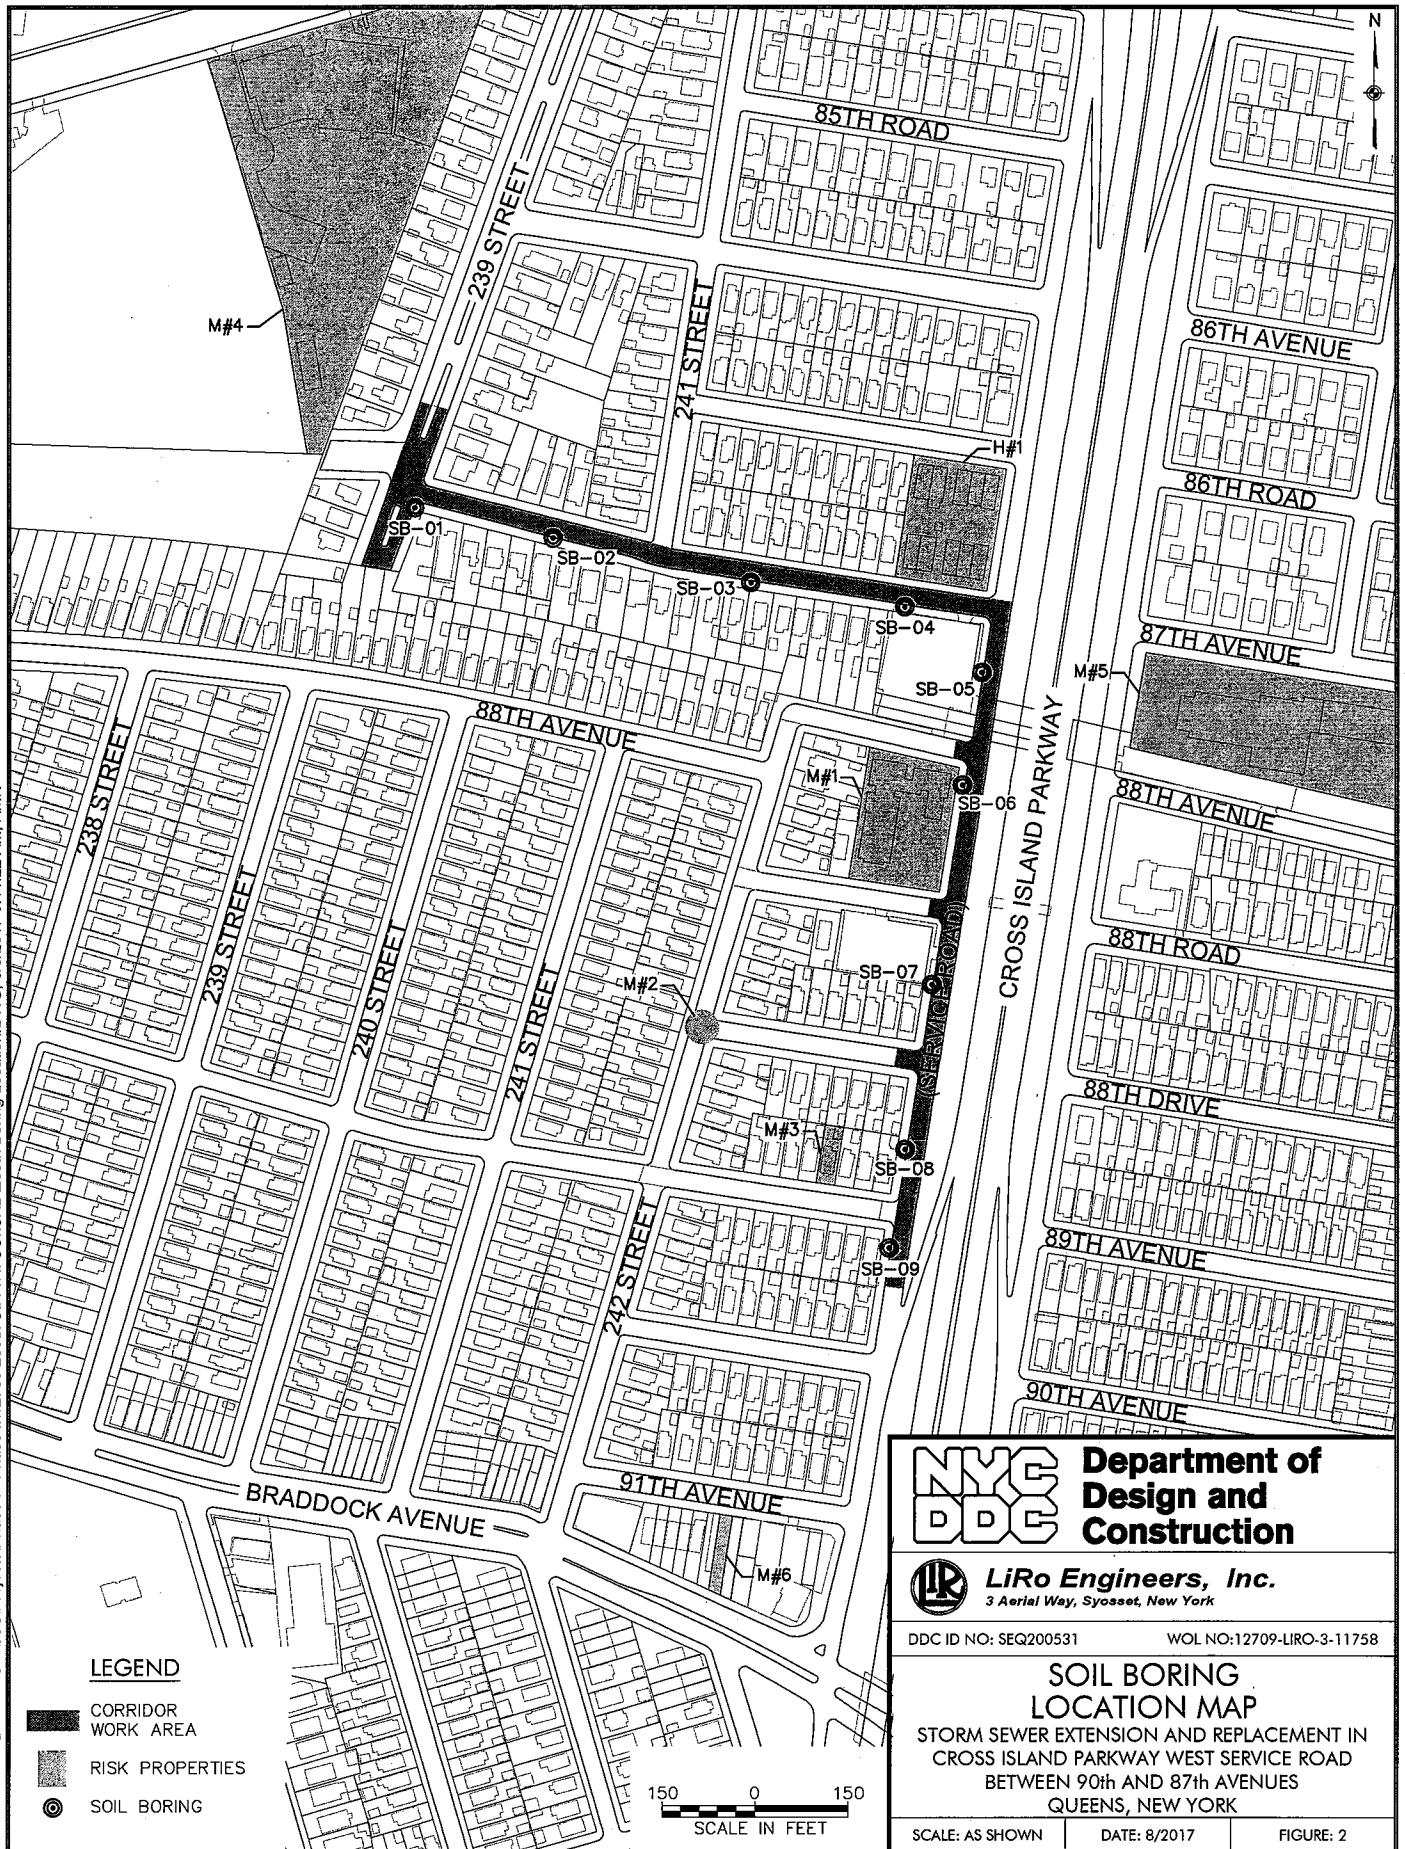 N
85TH ROAD
239 STREET
M#4
241 STREET
86TH AVENUE
H#1
86TH ROAD
SB-01
SB-02
SB-03
SB-04
87TH AVENUE
M#5
SB-05
88TH AVENUE
238 STREET
M#1
SB-06
CROSS ISLAND PARKWAY
88TH AVENUE
239 STREET
240 STREET
241 STREET
M#2
SB-07
(SERVICE ROAD)
88TH ROAD
88TH DRIVE
M#3
SB-08
242 STREET
89TH AVENUE
SB-09
90TH AVENUE
91TH AVENUE
BRADDOCK AVENUE
M#6
NYC
DDC
Department of
Design and
Construction
LiRo
LiRo Engineers, Inc.
3 Aerial Way, Syosset, New York
DDC ID NO: SEQ200531
WOL NO:12709-LIRO-3-11758
SOIL BORING
LOCATION MAP
STORM SEWER EXTENSION AND REPLACEMENT IN
CROSS ISLAND PARKWAY WEST SERVICE ROAD
BETWEEN 90th AND 87th AVENUES
QUEENS, NEW YORK
SCALE: AS SHOWN
DATE: 8/2017
FIGURE: 2
LEGEND
CORRIDOR
WORK AREA
RISK PROPERTIES
SOIL BORING
150 0 150
SCALE IN FEET